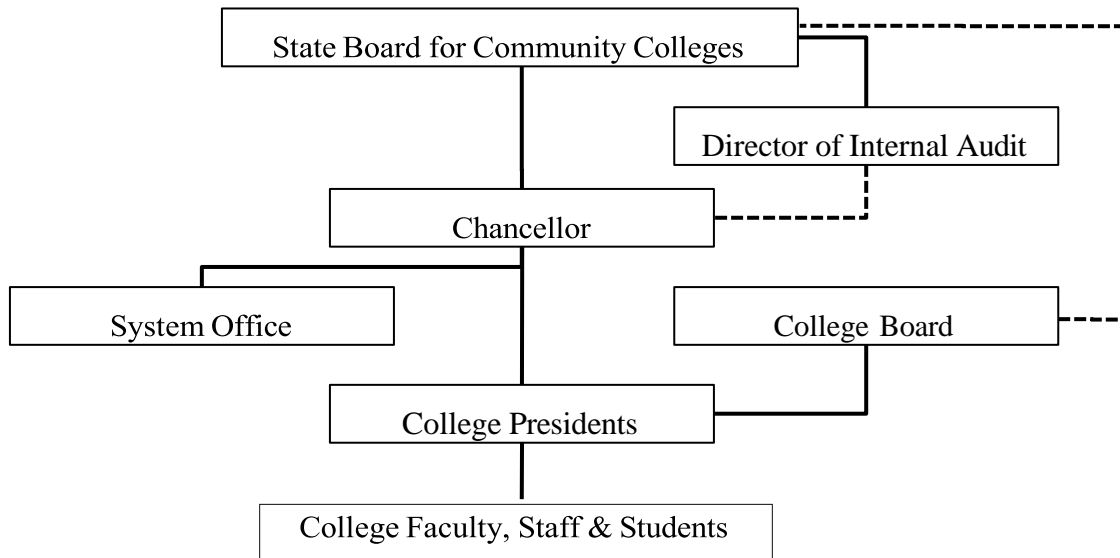 State Board for Community Colleges
Director of Internal Audit
Chancellor
System Office
College Board
College Presidents
College Faculty, Staff & Students